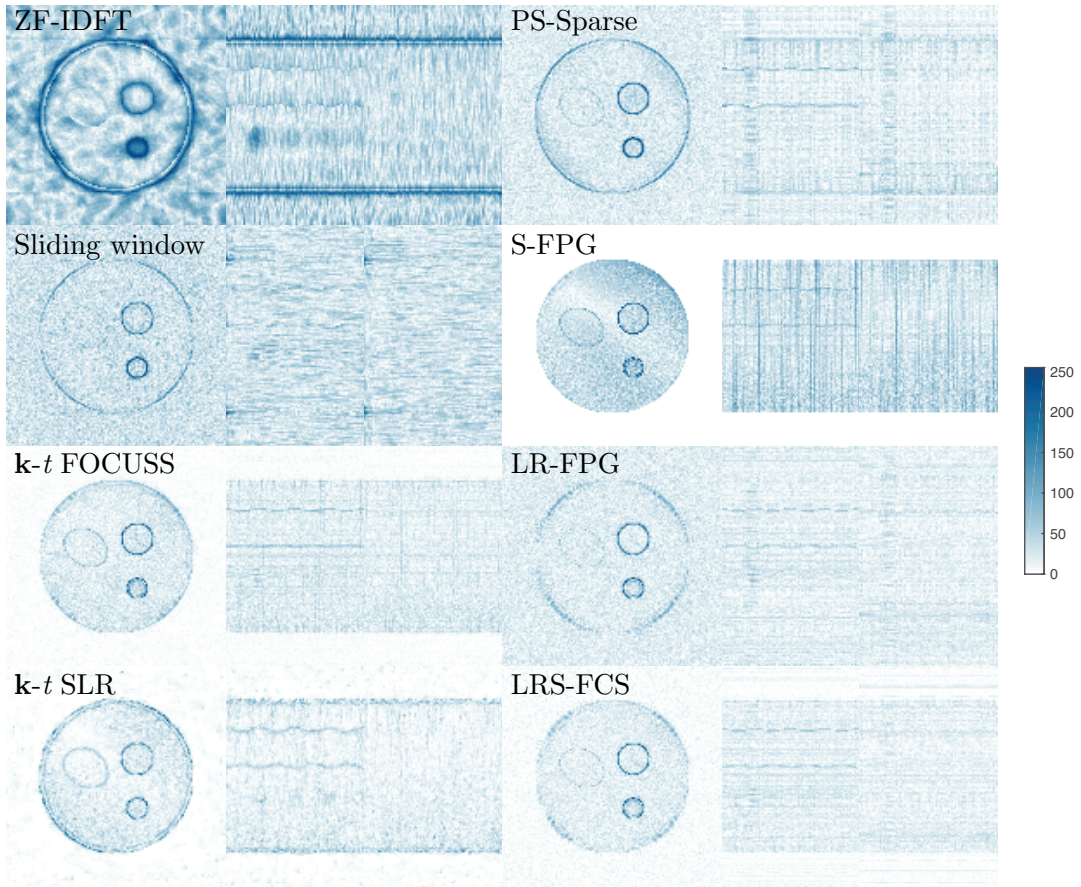 ZF-IDFT
PS-Sparse
Sliding window
S-FPG
k-t FOCUSS
LR-FPG
k-t SLR
LRS-FCS
250
200
150
100
50
0